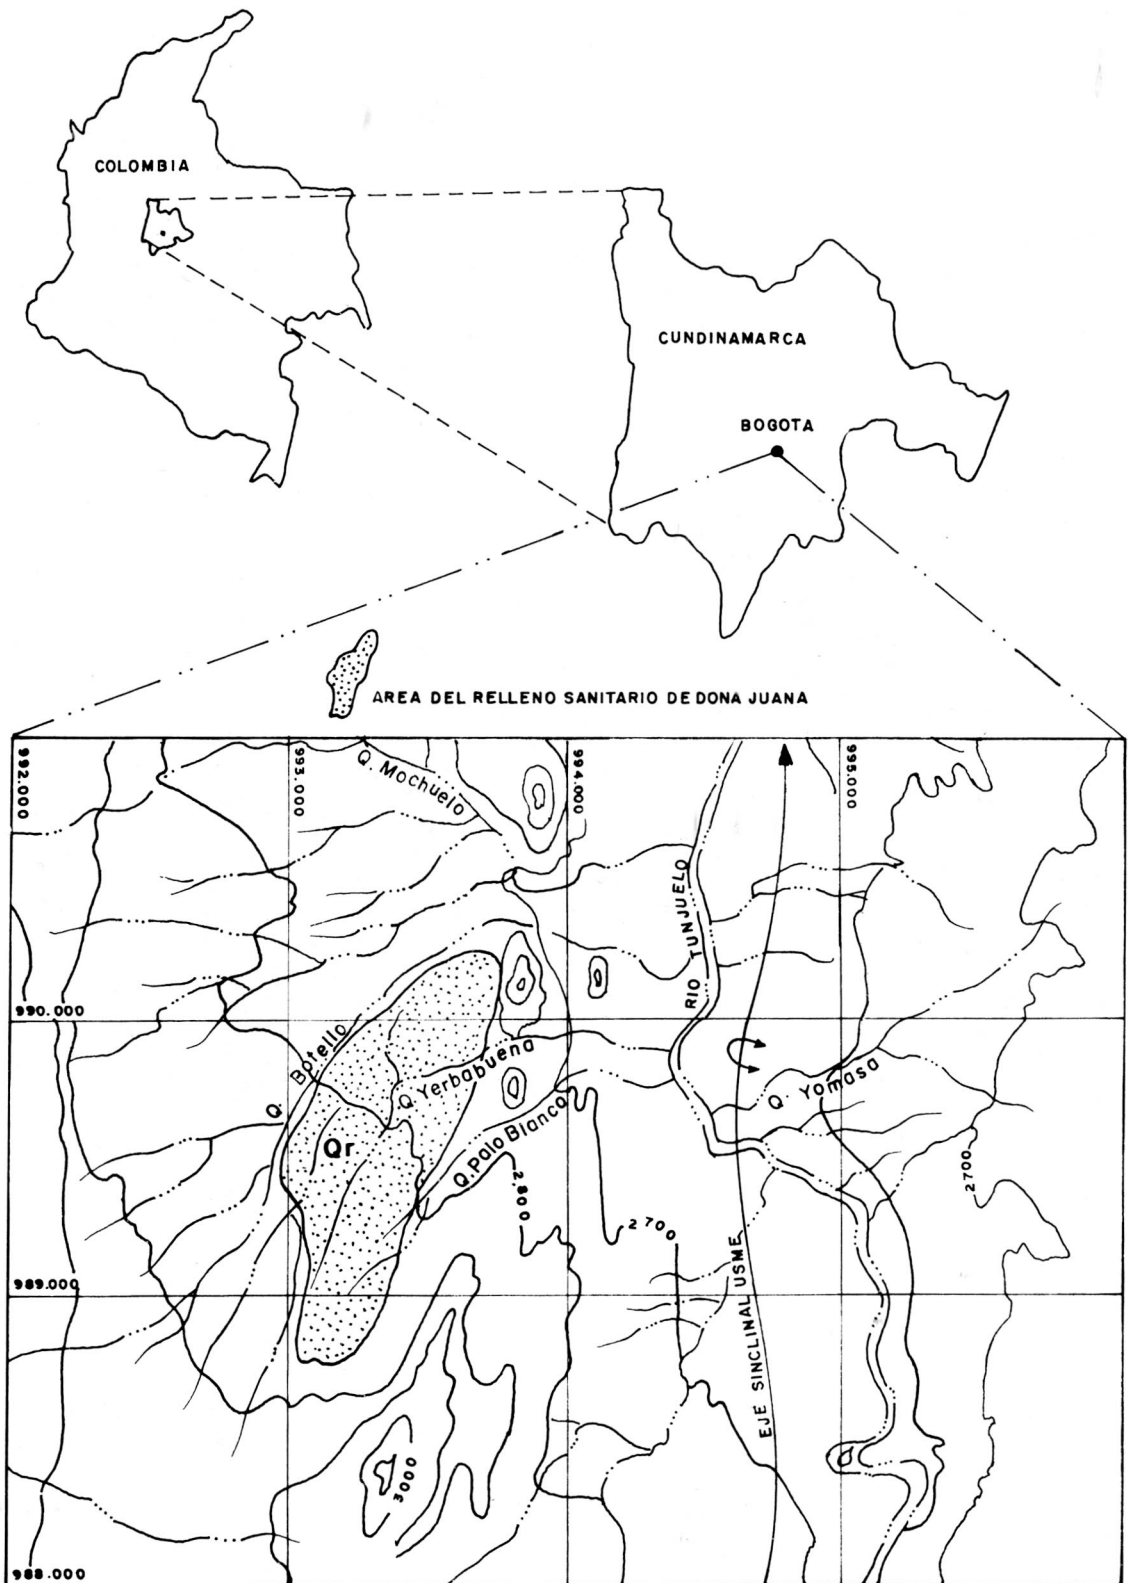 COLOMBIA
CUNDINAMARCA
BOGOTA
AREA DEL RELLENO SANITARIO DE DONA JUANA
992.000
993.000
994.000
995.000
Q. Mochuelo
RIO TUNJUELO
990.000
Q. Botello
Q. Yerbabuena
Q. Yomasa
Qr
Q. Palo Blanca
2800
2700
2700
989.000
EJE SINCLINAL USME
3000
988.000